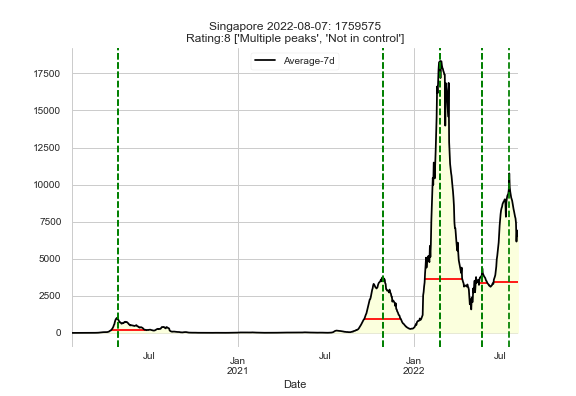 Singapore 2022-08-07: 1759575
Rating:8 ['Multiple peaks', 'Not in control']
Average-7d
17500
15000
12500
10000
7500
5000
2500
0
Jul
Jan
2021
Jul
Jan
2022
Jul
Date